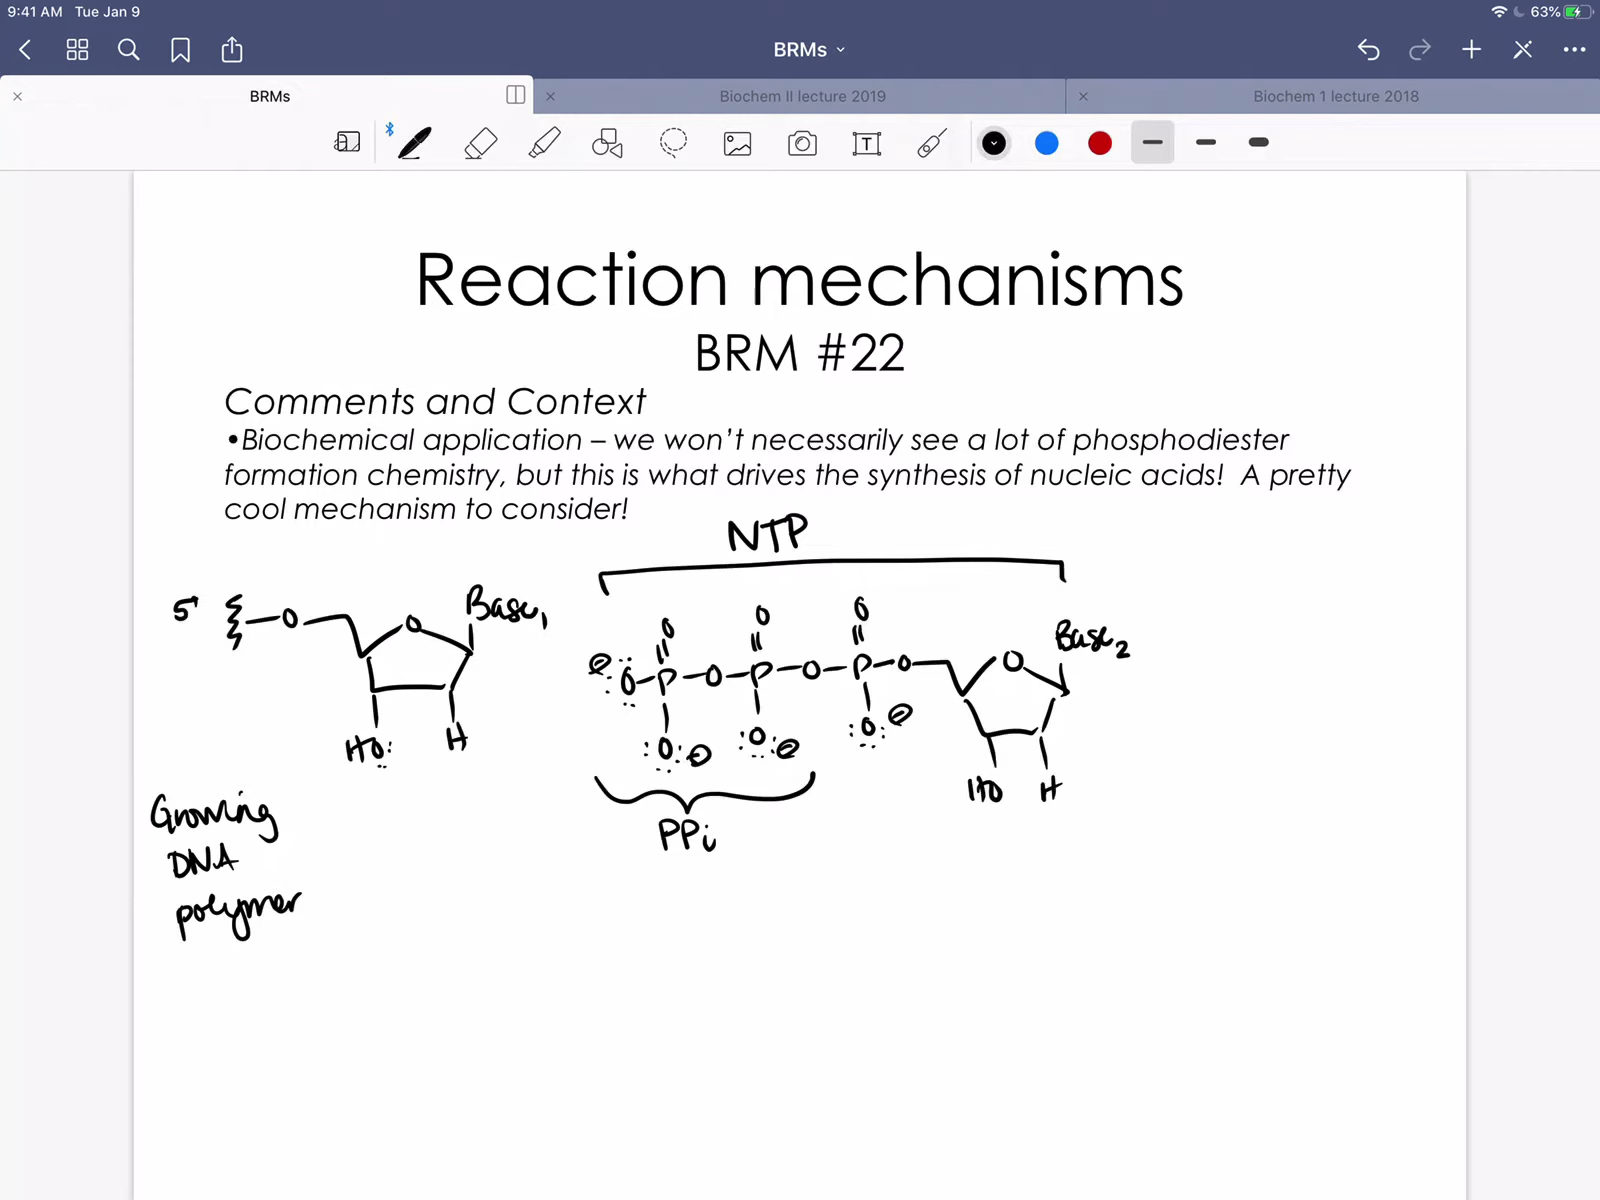 9:41 AM Tue Jan 9
63%
BRMs
BRMs
Biochem II lecture 2019
Biochem 1 lecture 2018
a
T
Reaction mechanisms
BRM #22
Comments and Context
•Biochemical application – we won't necessarily see a lot of phosphodiester
formation chemistry, but this is what drives the synthesis of nucleic acids! A pretty
cool mechanism to consider!
NTP
5' O O Base1
HO: H
O O O
⊖ :O-P-O-P-O-P-O O Base2
:O: ⊖ :O: ⊖ :O: ⊖
HO H
PPi
Growing
DNA
polymer